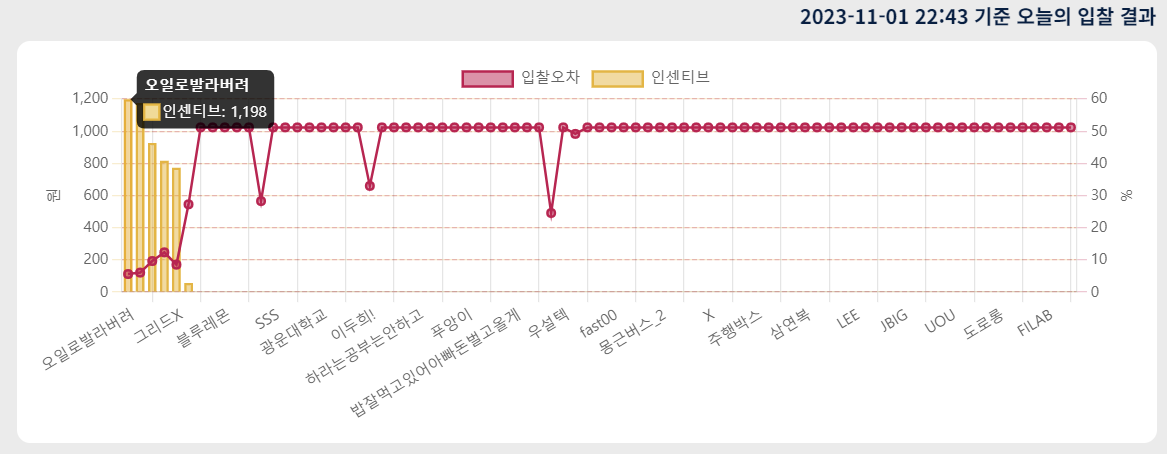 2023-11-01 22:43 기준 오늘의 입찰 결과
입찰오차 인센티브
오일로발라버려
인센티브: 1,198
1,200
1,000
800
600
400
200
0
원
60
50
40
30
20
10
0
%
오일로발라버려
그리드X
블루레몬
SSS
광운대학교
이두희!
하라는공부는안하고
푸앙이
밥잘먹고있어아빠돈벌고올게
우설텍
fast00
몽근버스_2
X
주행박스
삼연복
LEE
JBIG
UOU
도로롱
FILAB